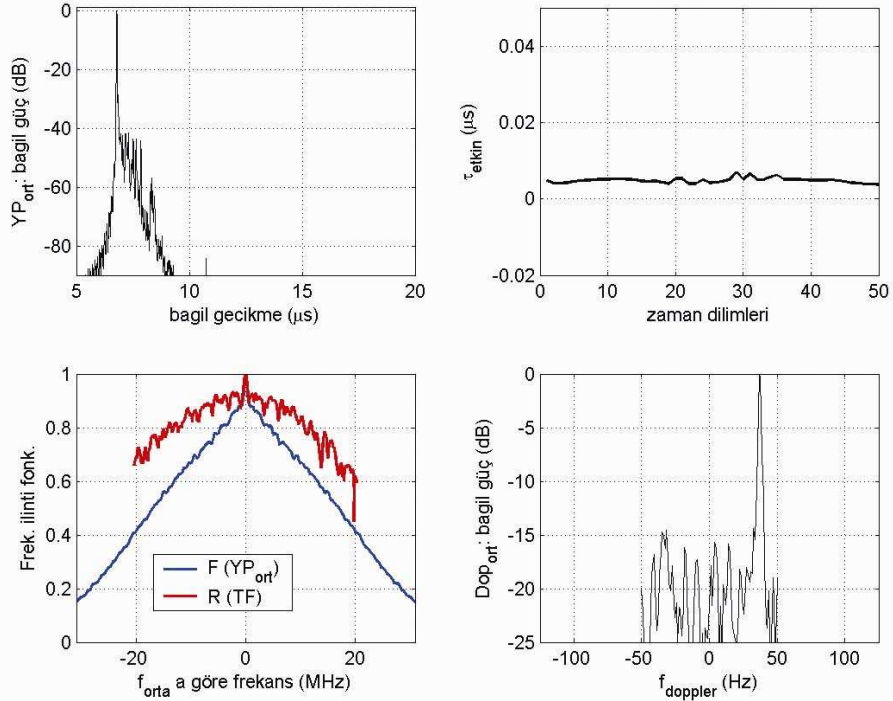 YP_ort: bagil güç (dB)
0
-20
-40
-60
-80
5 10 15 20
bagil gecikme (μs)
τ_etkin (μs)
0.04
0.02
0
-0.02
0 10 20 30 40 50
zaman dilimleri
Frek. ilinti fonk.
1
0.8
0.6
0.4
0.2
0
F (YP_ort)
R (TF)
-20 0 20
f_orta a göre frekans (MHz)
Dop_ort: bagil güç (dB)
0
-5
-10
-15
-20
-25
-100 -50 0 50 100
f_doppler (Hz)